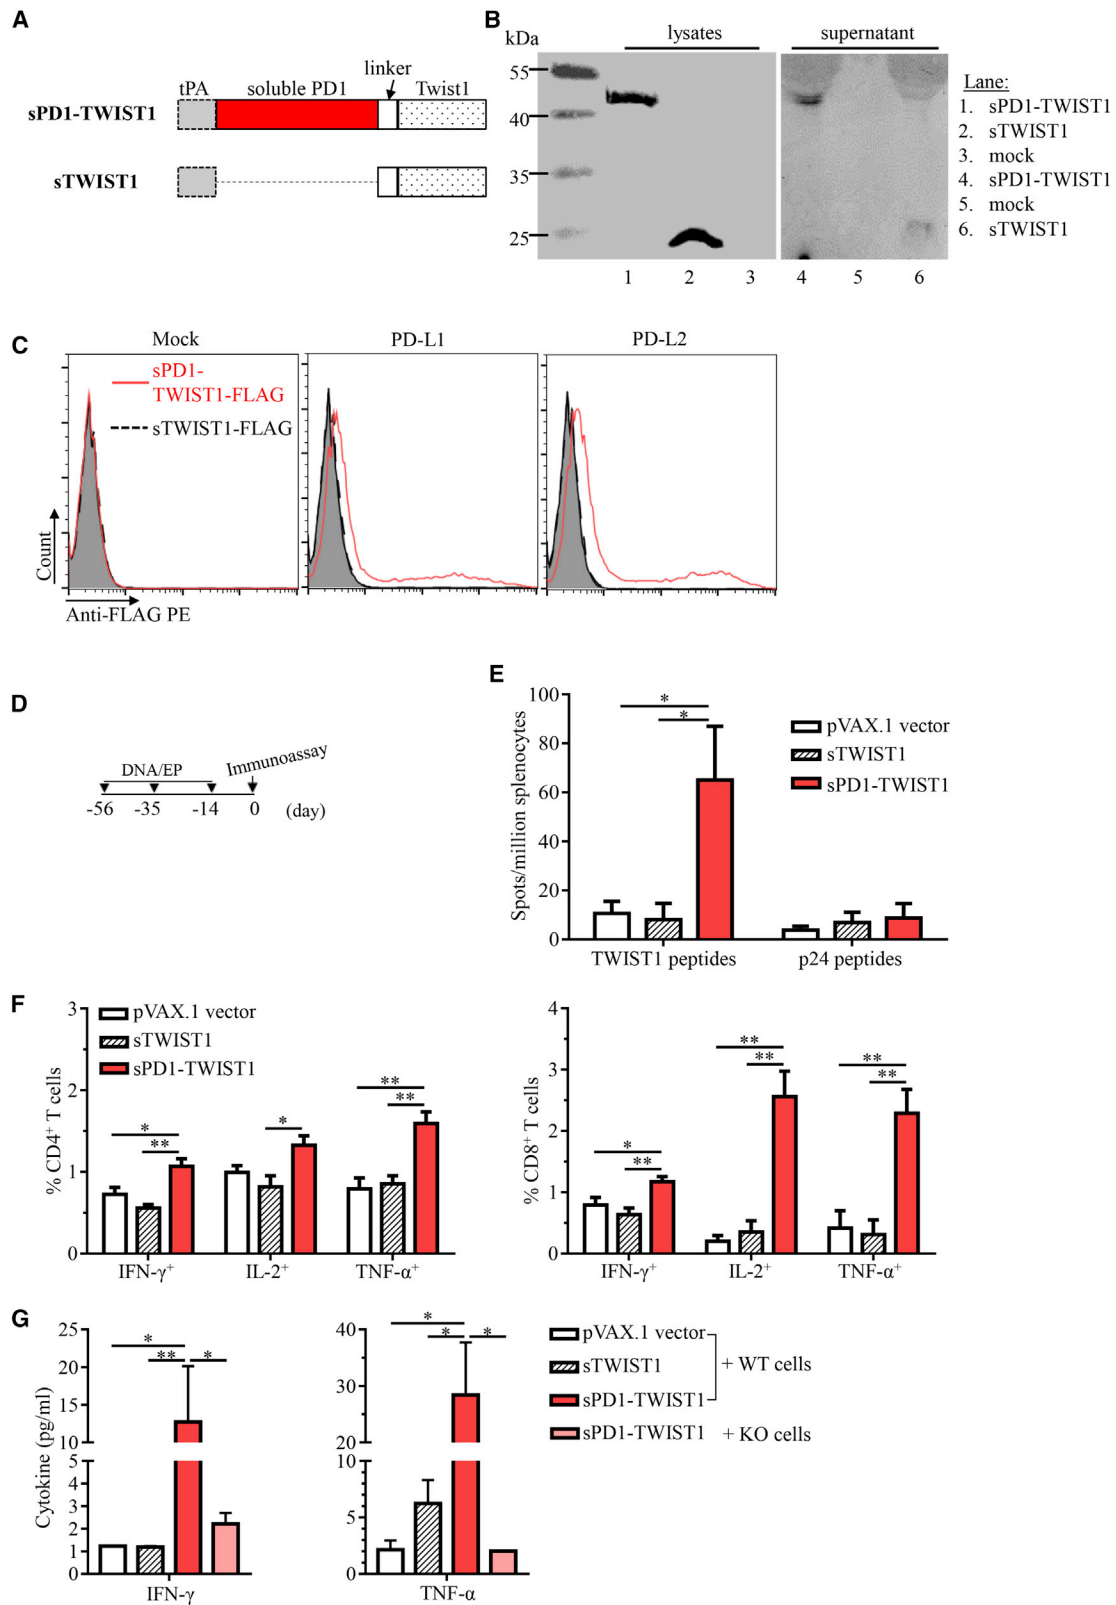 A
tPA
soluble PD1
linker
Twist1
sPD1-TWIST1
sTWIST1
B
kDa
lysates
supernatant
55
40
35
25
1
2
3
4
5
6
Lane:
1. sPD1-TWIST1
2. sTWIST1
3. mock
4. sPD1-TWIST1
5. mock
6. sTWIST1
C
Mock
PD-L1
PD-L2
sPD1-
TWIST1-FLAG
sTWIST1-FLAG
Count
Anti-FLAG PE
D
DNA/EP
Immunoassay
-56 -35 -14 0 (day)
E
Spots/million splenocytes
100
80
60
40
20
0
*
*
pVAX.1 vector
sTWIST1
sPD1-TWIST1
TWIST1 peptides
p24 peptides
F
% CD4+ T cells
3
2
1
0
pVAX.1 vector
sTWIST1
sPD1-TWIST1
*
**
*
**
**
IFN-γ+
IL-2+
TNF-α+
% CD8+ T cells
4
3
2
1
0
*
**
**
**
**
**
IFN-γ+
IL-2+
TNF-α+
G
Cytokine (pg/ml)
25
20
15
10
5
4
3
2
1
0
*
**
*
IFN-γ
40
30
20
10
5
0
*
*
*
TNF-α
pVAX.1 vector
sTWIST1
sPD1-TWIST1
+ WT cells
sPD1-TWIST1 + KO cells